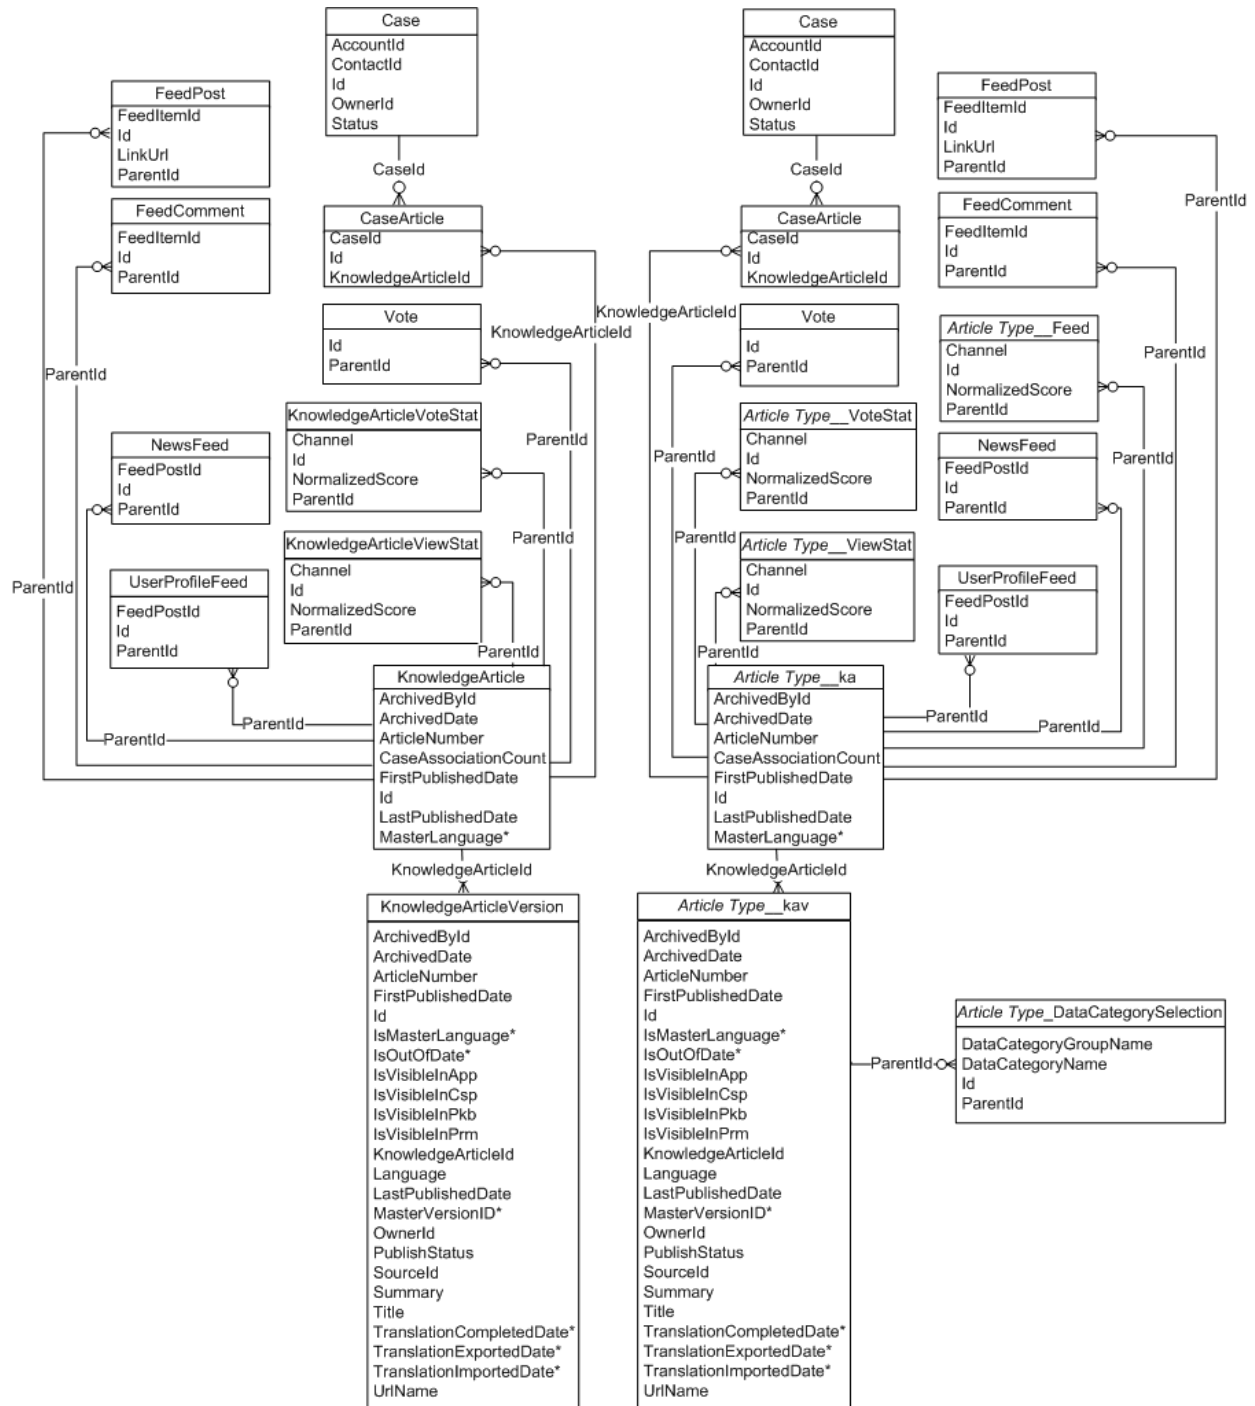 Case
AccountId
ContactId
Id
OwnerId
Status
CaseId
FeedPost
FeedItemId
Id
LinkUrl
ParentId
FeedComment
FeedItemId
Id
ParentId
CaseArticle
CaseId
Id
KnowledgeArticleId
Vote
Id
ParentId
KnowledgeArticleId
ParentId
KnowledgeArticleVoteStat
Channel
Id
NormalizedScore
ParentId
ParentId
NewsFeed
FeedPostId
Id
ParentId
KnowledgeArticleViewStat
Channel
Id
NormalizedScore
ParentId
ParentId
ParentId
UserProfileFeed
FeedPostId
Id
ParentId
ParentId
ParentId
ParentId
KnowledgeArticle
ArchivedById
ArchivedDate
ArticleNumber
CaseAssociationCount
FirstPublishedDate
Id
LastPublishedDate
MasterLanguage*
KnowledgeArticleId
KnowledgeArticleVersion
ArchivedById
ArchivedDate
ArticleNumber
FirstPublishedDate
Id
IsMasterLanguage*
IsOutOfDate*
IsVisibleInApp
IsVisibleInCsp
IsVisibleInPkb
IsVisibleInPrm
KnowledgeArticleId
Language
LastPublishedDate
MasterVersionID*
OwnerId
PublishStatus
SourceId
Summary
Title
TranslationCompletedDate*
TranslationExportedDate*
TranslationImportedDate*
UrlName
Case
AccountId
ContactId
Id
OwnerId
Status
CaseId
FeedPost
FeedItemId
Id
LinkUrl
ParentId
ParentId
FeedComment
FeedItemId
Id
ParentId
CaseArticle
CaseId
Id
KnowledgeArticleId
KnowledgeArticleId
Vote
Id
ParentId
Article Type__Feed
Channel
Id
NormalizedScore
ParentId
ParentId
Article Type__VoteStat
Channel
Id
NormalizedScore
ParentId
ParentId
NewsFeed
FeedPostId
Id
ParentId
ParentId
Article Type__ViewStat
Channel
Id
NormalizedScore
ParentId
ParentId
ParentId
UserProfileFeed
FeedPostId
Id
ParentId
ParentId
ParentId
Article Type__ka
ArchivedById
ArchivedDate
ArticleNumber
CaseAssociationCount
FirstPublishedDate
Id
LastPublishedDate
MasterLanguage*
KnowledgeArticleId
Article Type__kav
ArchivedById
ArchivedDate
ArticleNumber
FirstPublishedDate
Id
IsMasterLanguage*
IsOutOfDate*
IsVisibleInApp
IsVisibleInCsp
IsVisibleInPkb
IsVisibleInPrm
KnowledgeArticleId
Language
LastPublishedDate
MasterVersionID*
OwnerId
PublishStatus
SourceId
Summary
Title
TranslationCompletedDate*
TranslationExportedDate*
TranslationImportedDate*
UrlName
ParentId
Article Type_DataCategorySelection
DataCategoryGroupName
DataCategoryName
Id
ParentId